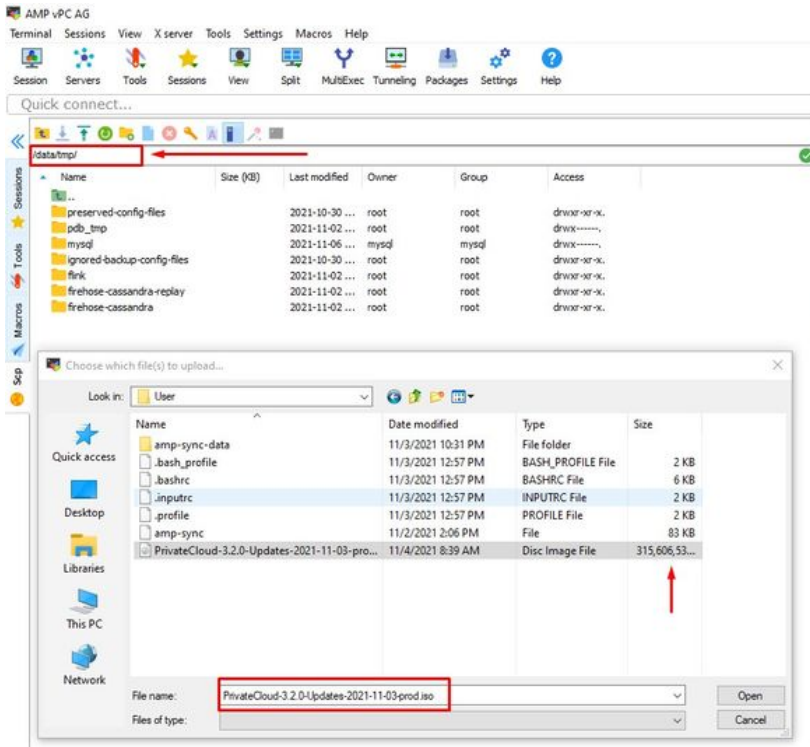 AMP vPC AG
Terminal Sessions View X server Tools Settings Macros Help
Session Servers Tools Sessions View Split MultiExec Tunneling Packages Settings Help
Quick connect...
/data/tmp/
Name Size (KB) Last modified Owner Group Access
..
preserved-config-files 2021-10-30 ... root root drwxr-xr-x.
pdb_tmp 2021-11-02 ... root root drwx------.
mysql 2021-11-06 ... mysql mysql drwx------.
ignored-backup-config-files 2021-10-30 ... root root drwxr-xr-x.
flink 2021-11-02 ... root root drwxr-xr-x.
firehose-cassandra-replay 2021-11-02 ... root root drwxr-xr-x.
firehose-cassandra 2021-11-02 ... root root drwxr-xr-x.
Sessions
Tools
Macros
Scp
Choose which file(s) to upload...
Look in: User
Name Date modified Type Size
amp-sync-data 11/3/2021 10:31 PM File folder
.bash_profile 11/3/2021 12:57 PM BASH_PROFILE File 2 KB
.bashrc 11/3/2021 12:57 PM BASHRC File 6 KB
.inputrc 11/3/2021 12:57 PM INPUTRC File 2 KB
.profile 11/3/2021 12:57 PM PROFILE File 2 KB
amp-sync 11/2/2021 2:06 PM File 83 KB
PrivateCloud-3.2.0-Updates-2021-11-03-pro... 11/4/2021 8:39 AM Disc Image File 315,606,53...
Quick access
Desktop
Libraries
This PC
Network
File name: PrivateCloud-3.2.0-Updates-2021-11-03-prod.iso Open
Files of type: Cancel